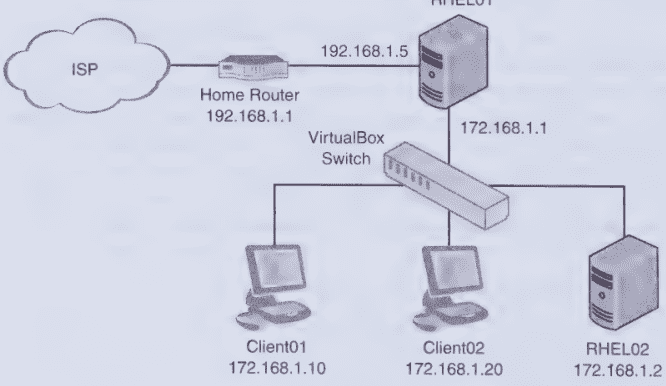 RHEL01
192.168.1.5
ISP
Home Router
192.168.1.1
172.168.1.1
VirtualBox
Switch
Client01
172.168.1.10
Client02
172.168.1.20
RHEL02
172.168.1.2